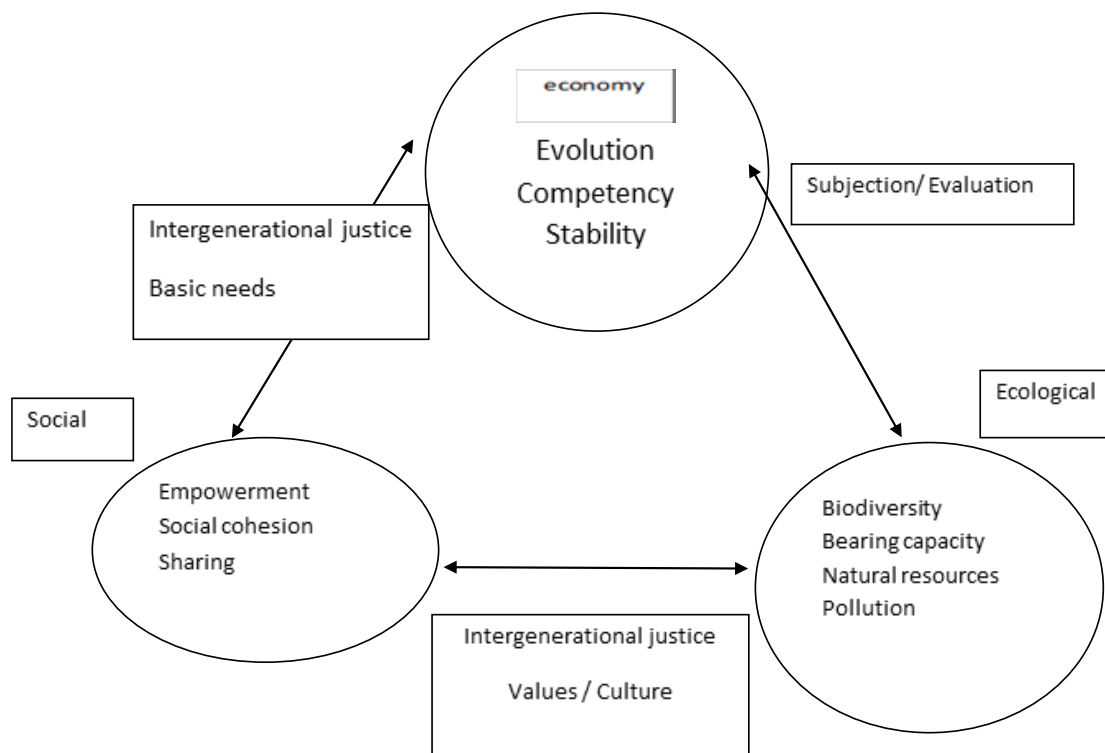 economy
Evolution
Competency
Stability
Subjection/ Evaluation
Intergenerational justice
Basic needs
Social
Ecological
Empowerment
Social cohesion
Sharing
Biodiversity
Bearing capacity
Natural resources
Pollution
Intergenerational justice
Values / Culture